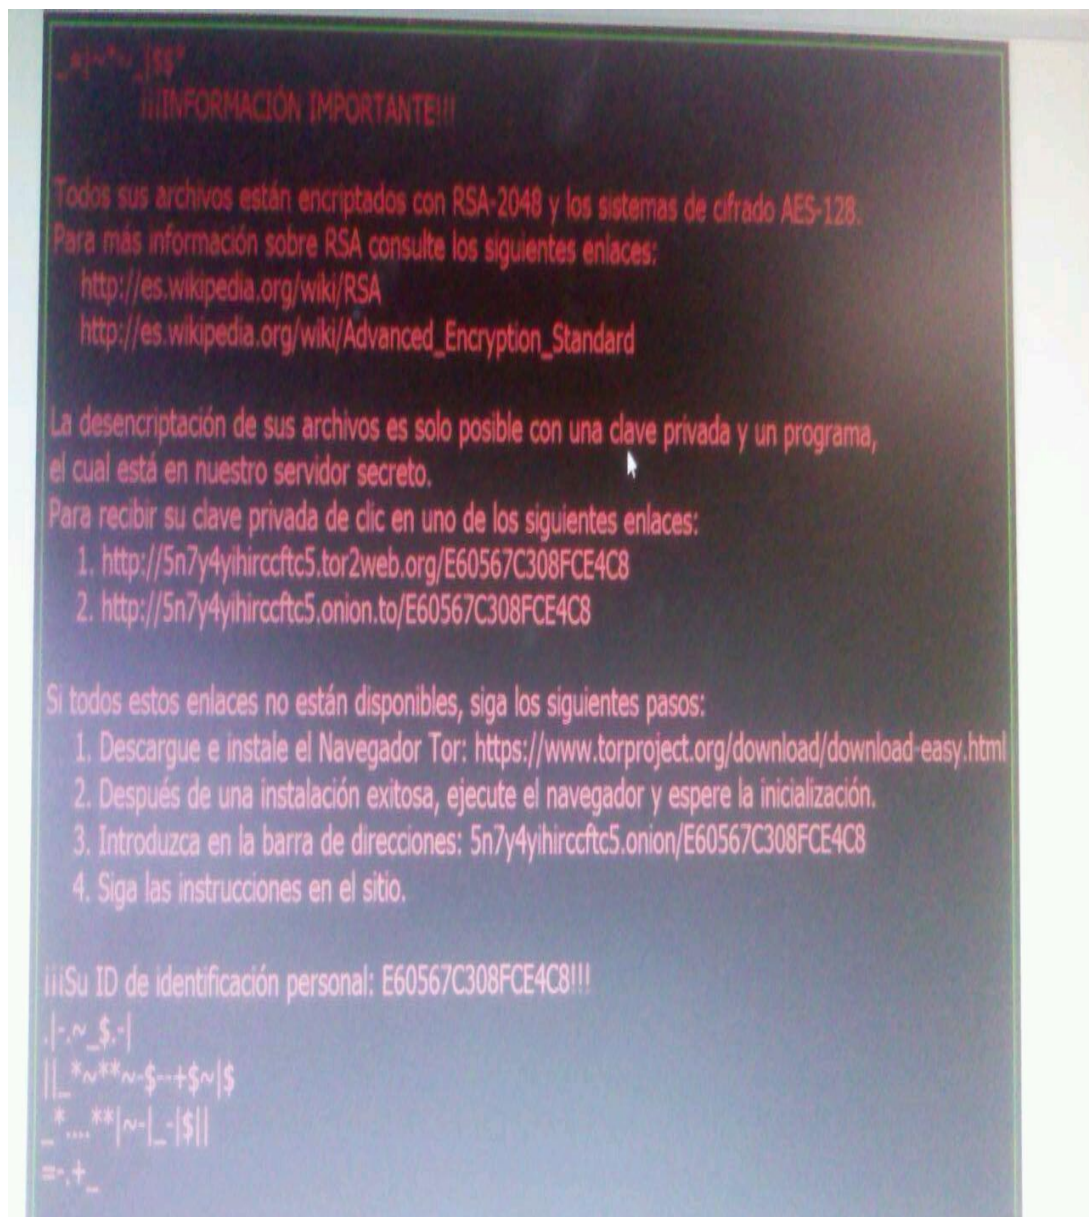 _=|~*~_|$$*
¡¡¡INFORMACIÓN IMPORTANTE!!!
Todos sus archivos están encriptados con RSA-2048 y los sistemas de cifrado AES-128.
Para más información sobre RSA consulte los siguientes enlaces:
http://es.wikipedia.org/wiki/RSA
http://es.wikipedia.org/wiki/Advanced_Encryption_Standard
La desencriptación de sus archivos es solo posible con una clave privada y un programa,
el cual está en nuestro servidor secreto.
Para recibir su clave privada de clic en uno de los siguientes enlaces:
1. http://5n7y4yihirccftc5.tor2web.org/E60567C308FCE4C8
2. http://5n7y4yihirccftc5.onion.to/E60567C308FCE4C8
Si todos estos enlaces no están disponibles, siga los siguientes pasos:
1. Descargue e instale el Navegador Tor: https://www.torproject.org/download/download-easy.html
2. Después de una instalación exitosa, ejecute el navegador y espere la inicialización.
3. Introduzca en la barra de direcciones: 5n7y4yihirccftc5.onion/E60567C308FCE4C8
4. Siga las instrucciones en el sitio.
¡¡¡Su ID de identificación personal: E60567C308FCE4C8!!!
.|-.~_$.-|
||_*~**~-$--+$~|$
_*....**|~-|_-|$||
=-.+_